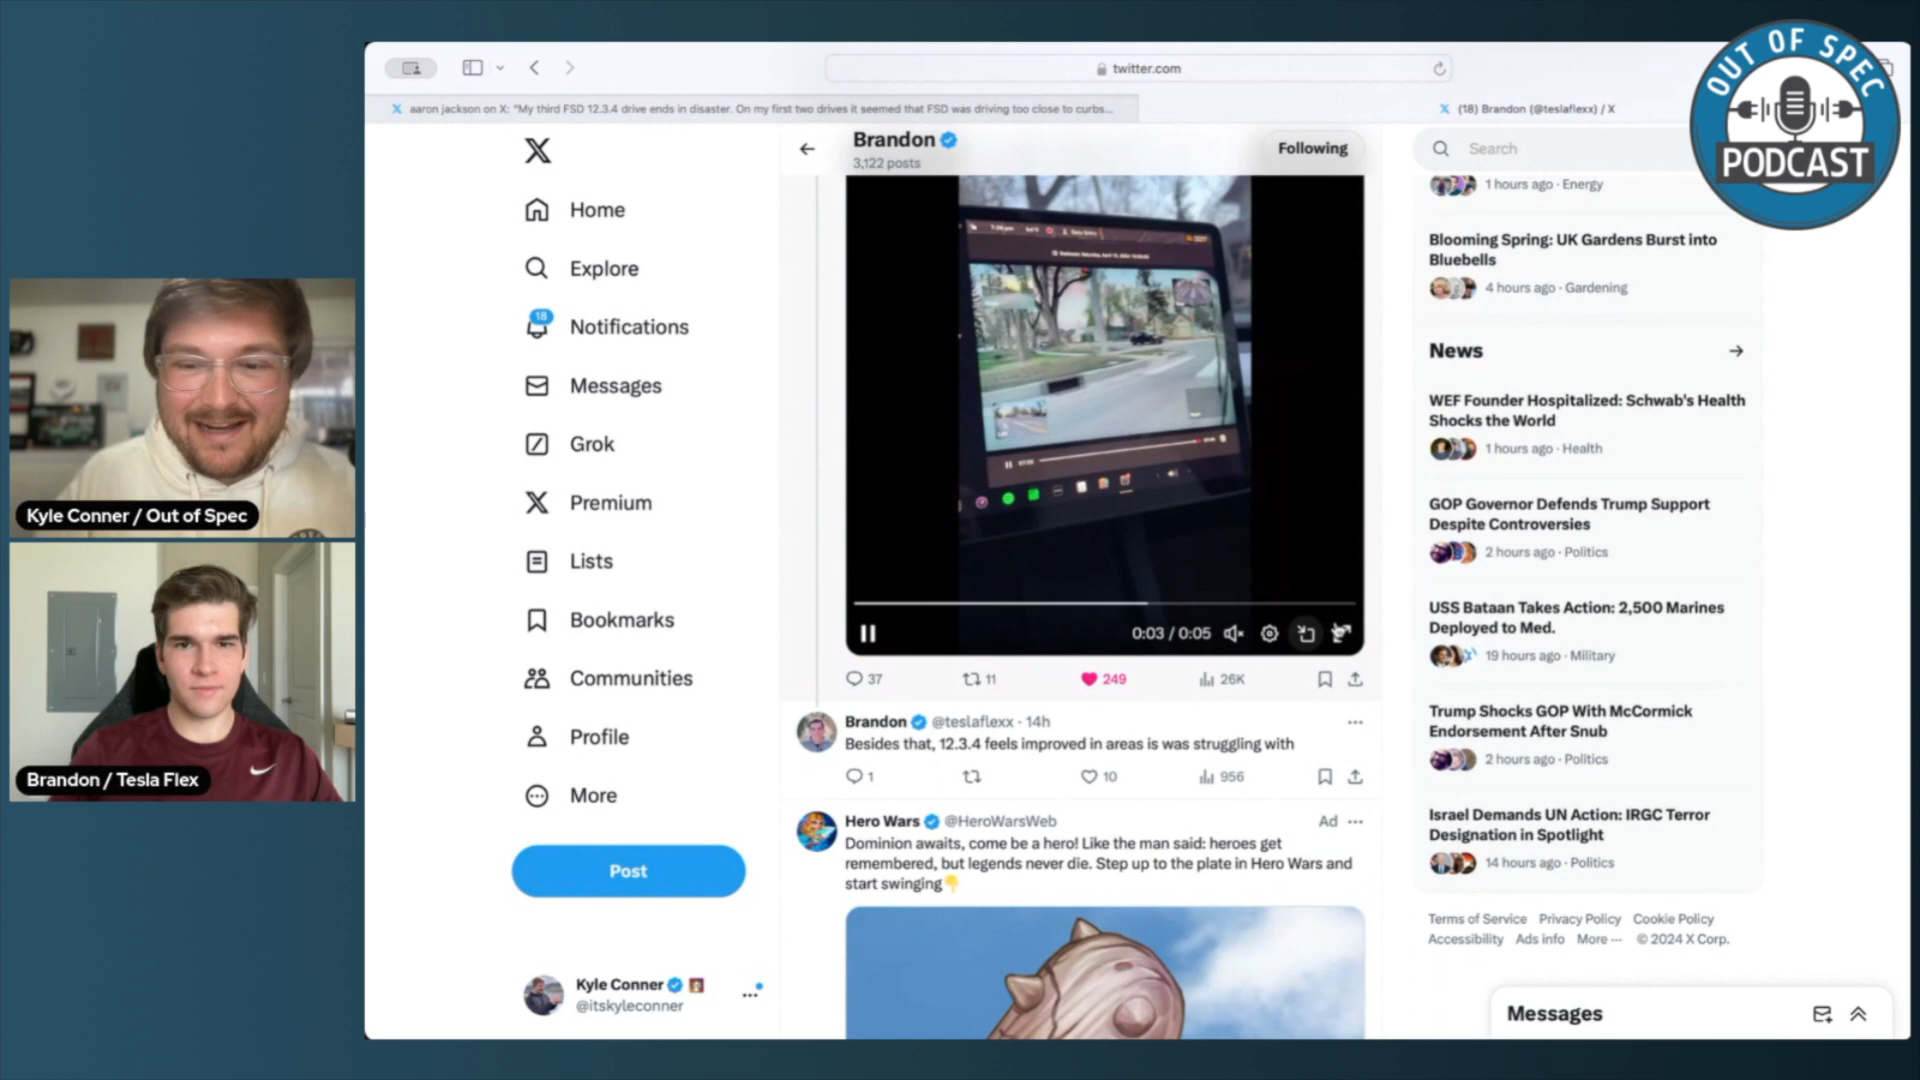 OUT OF SPEC
PODCAST
twitter.com
aaron jackson on X: "My third FSD 12.3.4 drive ends in disaster. On my first two drives it seemed that FSD was driving too close to curbs...
(18) Brandon (@teslaflexx) / X
Brandon
3,122 posts
Following
Search
Home
Explore
18
Notifications
Messages
Grok
Premium
Lists
Bookmarks
Communities
Profile
More
Post
Kyle Conner
@itskyleconner
Kyle Conner / Out of Spec
Brandon / Tesla Flex
0:03 / 0:05
37
11
249
26K
Brandon @teslaflexx · 14h
Besides that, 12.3.4 feels improved in areas is was struggling with
1
10
956
Hero Wars @HeroWarsWeb
Ad
Dominion awaits, come be a hero! Like the man said: heroes get
remembered, but legends never die. Step up to the plate in Hero Wars and
start swinging👇
1 hours ago · Energy
Blooming Spring: UK Gardens Burst into
Bluebells
4 hours ago · Gardening
News
WEF Founder Hospitalized: Schwab's Health
Shocks the World
1 hours ago · Health
GOP Governor Defends Trump Support
Despite Controversies
2 hours ago · Politics
USS Bataan Takes Action: 2,500 Marines
Deployed to Med.
19 hours ago · Military
Trump Shocks GOP With McCormick
Endorsement After Snub
2 hours ago · Politics
Israel Demands UN Action: IRGC Terror
Designation in Spotlight
14 hours ago · Politics
Terms of Service Privacy Policy Cookie Policy
Accessibility Ads info More ··· © 2024 X Corp.
Messages